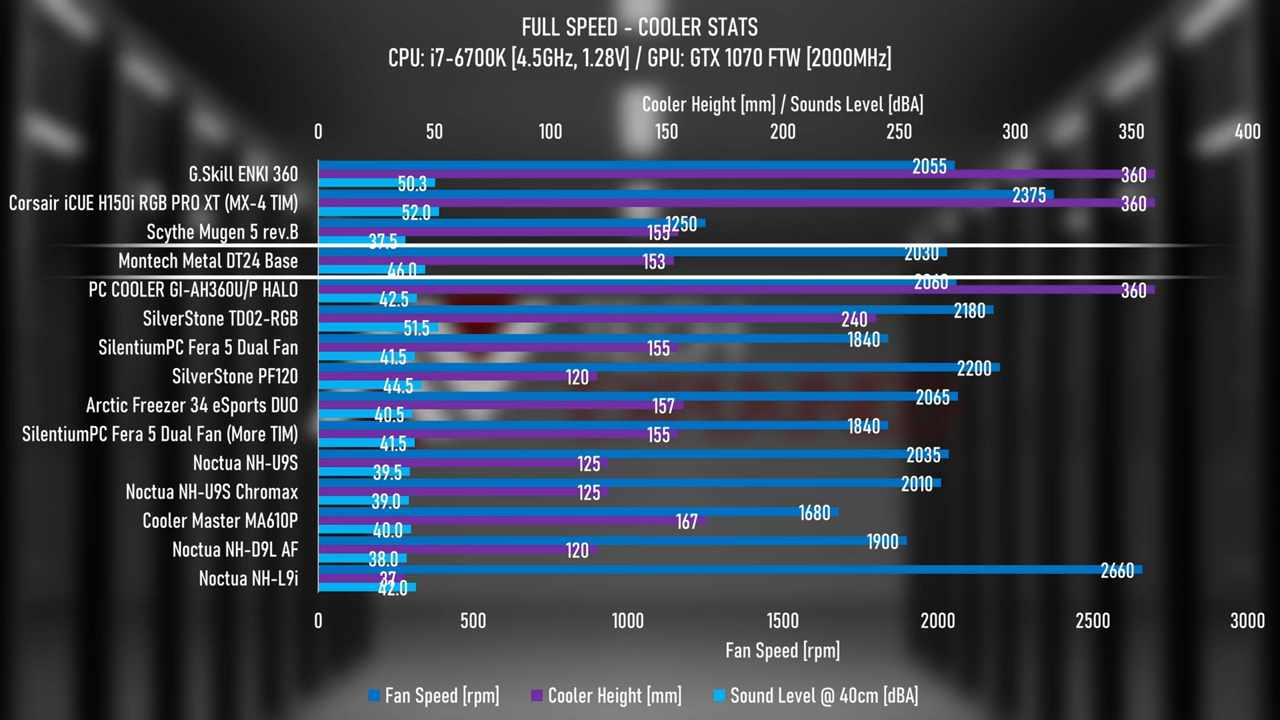 FULL SPEED - COOLER STATS
CPU: i7-6700K [4.5GHz, 1.28V] / GPU: GTX 1070 FTW [2000MHz]
Cooler Height [mm] / Sounds Level [dBA]
0 50 100 150 200 250 300 350 400
G.Skill ENKI 360 2055 360 50.3
Corsair iCUE H150i RGB PRO XT (MX-4 TIM) 2375 360 52.0
Scythe Mugen 5 rev.B 1250 155 37.5
Montech Metal DT24 Base 2030 153 46.0
PC COOLER GI-AH360U/P HALO 2060 360 42.5
SilverStone TD02-RGB 2180 240 51.5
SilentiumPC Fera 5 Dual Fan 1840 155 41.5
SilverStone PF120 2200 120 44.5
Arctic Freezer 34 eSports DUO 2065 157 40.5
SilentiumPC Fera 5 Dual Fan (More TIM) 1840 155 41.5
Noctua NH-U9S 2035 125 39.5
Noctua NH-U9S Chromax 2010 125 39.0
Cooler Master MA610P 1680 167 40.0
Noctua NH-D9L AF 1900 120 38.0
Noctua NH-L9i 2660 37 42.0
0 500 1000 1500 2000 2500 3000
Fan Speed [rpm]
Fan Speed [rpm] Cooler Height [mm] Sound Level @ 40cm [dBA]